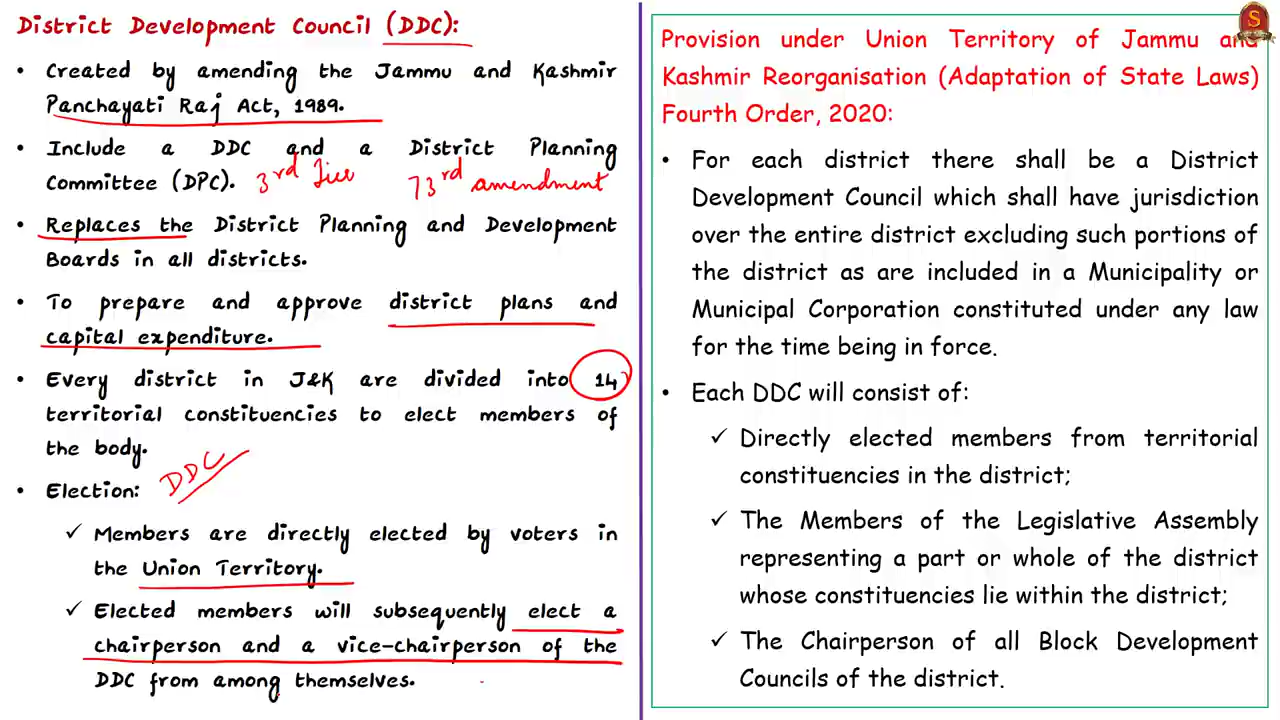 District Development Council (DDC):
• Created by amending the Jammu and Kashmir
Panchayati Raj Act, 1989.
• Include a DDC and a District Planning
Committee (DPC). 3rd 73rd amendment
• Replaces the District Planning and Development
Boards in all districts.
• To prepare and approve district plans and
capital expenditure.
• Every district in J&K are divided into 14
territorial constituencies to elect members of
the body.
• Election: DDC
✓ Members are directly elected by voters in
the Union Territory.
✓ Elected members will subsequently elect a
chairperson and a vice-chairperson of the
DDC from among themselves.
S
Provision under Union Territory of Jammu and
Kashmir Reorganisation (Adaptation of State Laws)
Fourth Order, 2020:
• For each district there shall be a District
Development Council which shall have jurisdiction
over the entire district excluding such portions of
the district as are included in a Municipality or
Municipal Corporation constituted under any law
for the time being in force.
• Each DDC will consist of:
✓ Directly elected members from territorial
constituencies in the district;
✓ The Members of the Legislative Assembly
representing a part or whole of the district
whose constituencies lie within the district;
✓ The Chairperson of all Block Development
Councils of the district.